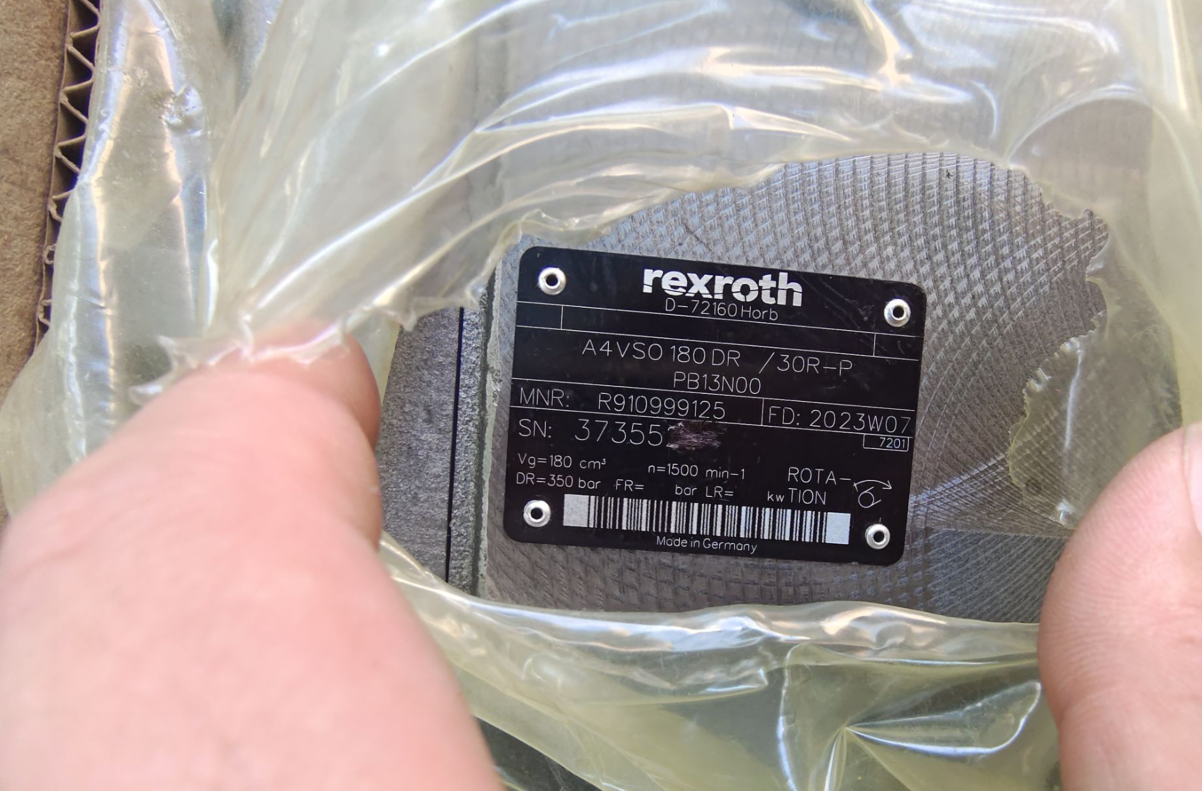 rexroth
D-72160 Horb
A4VSO 180 DR /30R-P
PB13N00
MNR: R910999125 FD: 2023W07
SN: 37355 7201
Vg=180 cm³ n=1500 min-1 ROTA-
DR=350 bar FR= bar LR= kw TION
Made in Germany